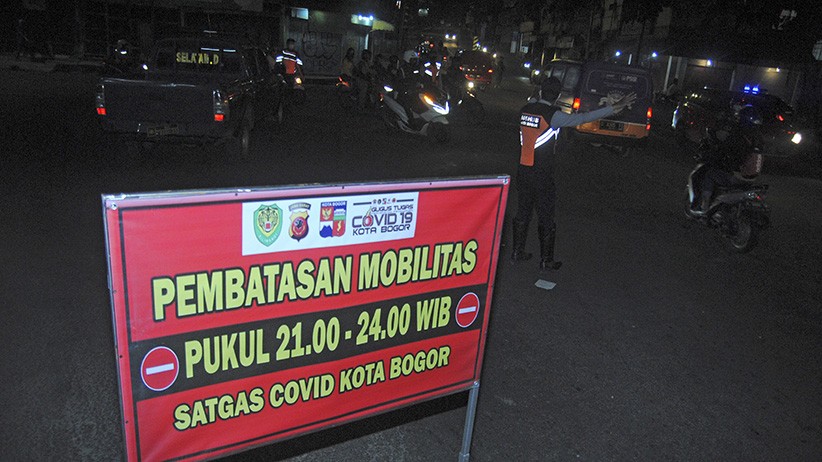 KOTA BOGOR
GUGUS TUGAS
COVID 19
KOTA BOGOR
PEMBATASAN MOBILITAS
PUKUL 21.00 - 24.00 WIB
SATGAS COVID KOTA BOGOR